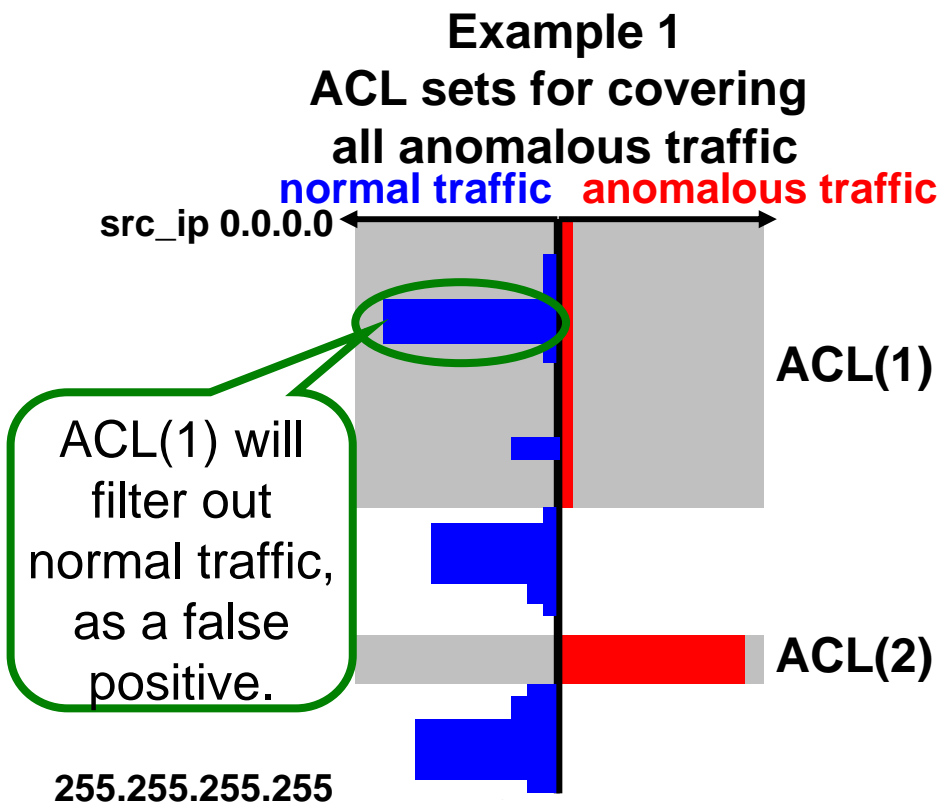 Example 1
ACL sets for covering
all anomalous traffic
normal traffic anomalous traffic
src_ip 0.0.0.0
ACL(1)
ACL(1) will
filter out
normal traffic,
as a false
positive.
ACL(2)
255.255.255.255